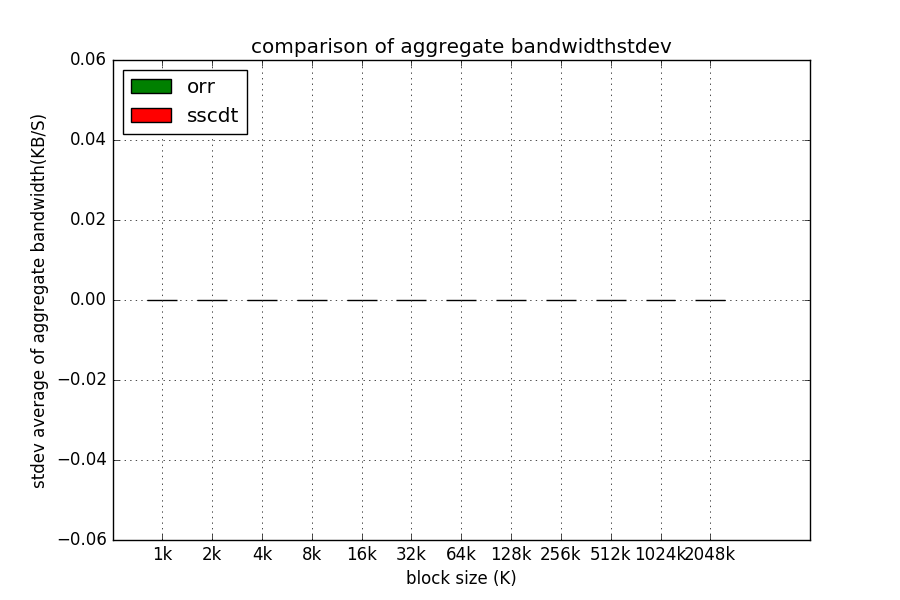 comparison of aggregate bandwidthstdev
orr
sscdt
stdev average of aggregate bandwidth(KB/S)
0.06
0.04
0.02
0.00
−0.02
−0.04
−0.06
1k 2k 4k 8k 16k 32k 64k 128k 256k 512k 1024k 2048k
block size (K)